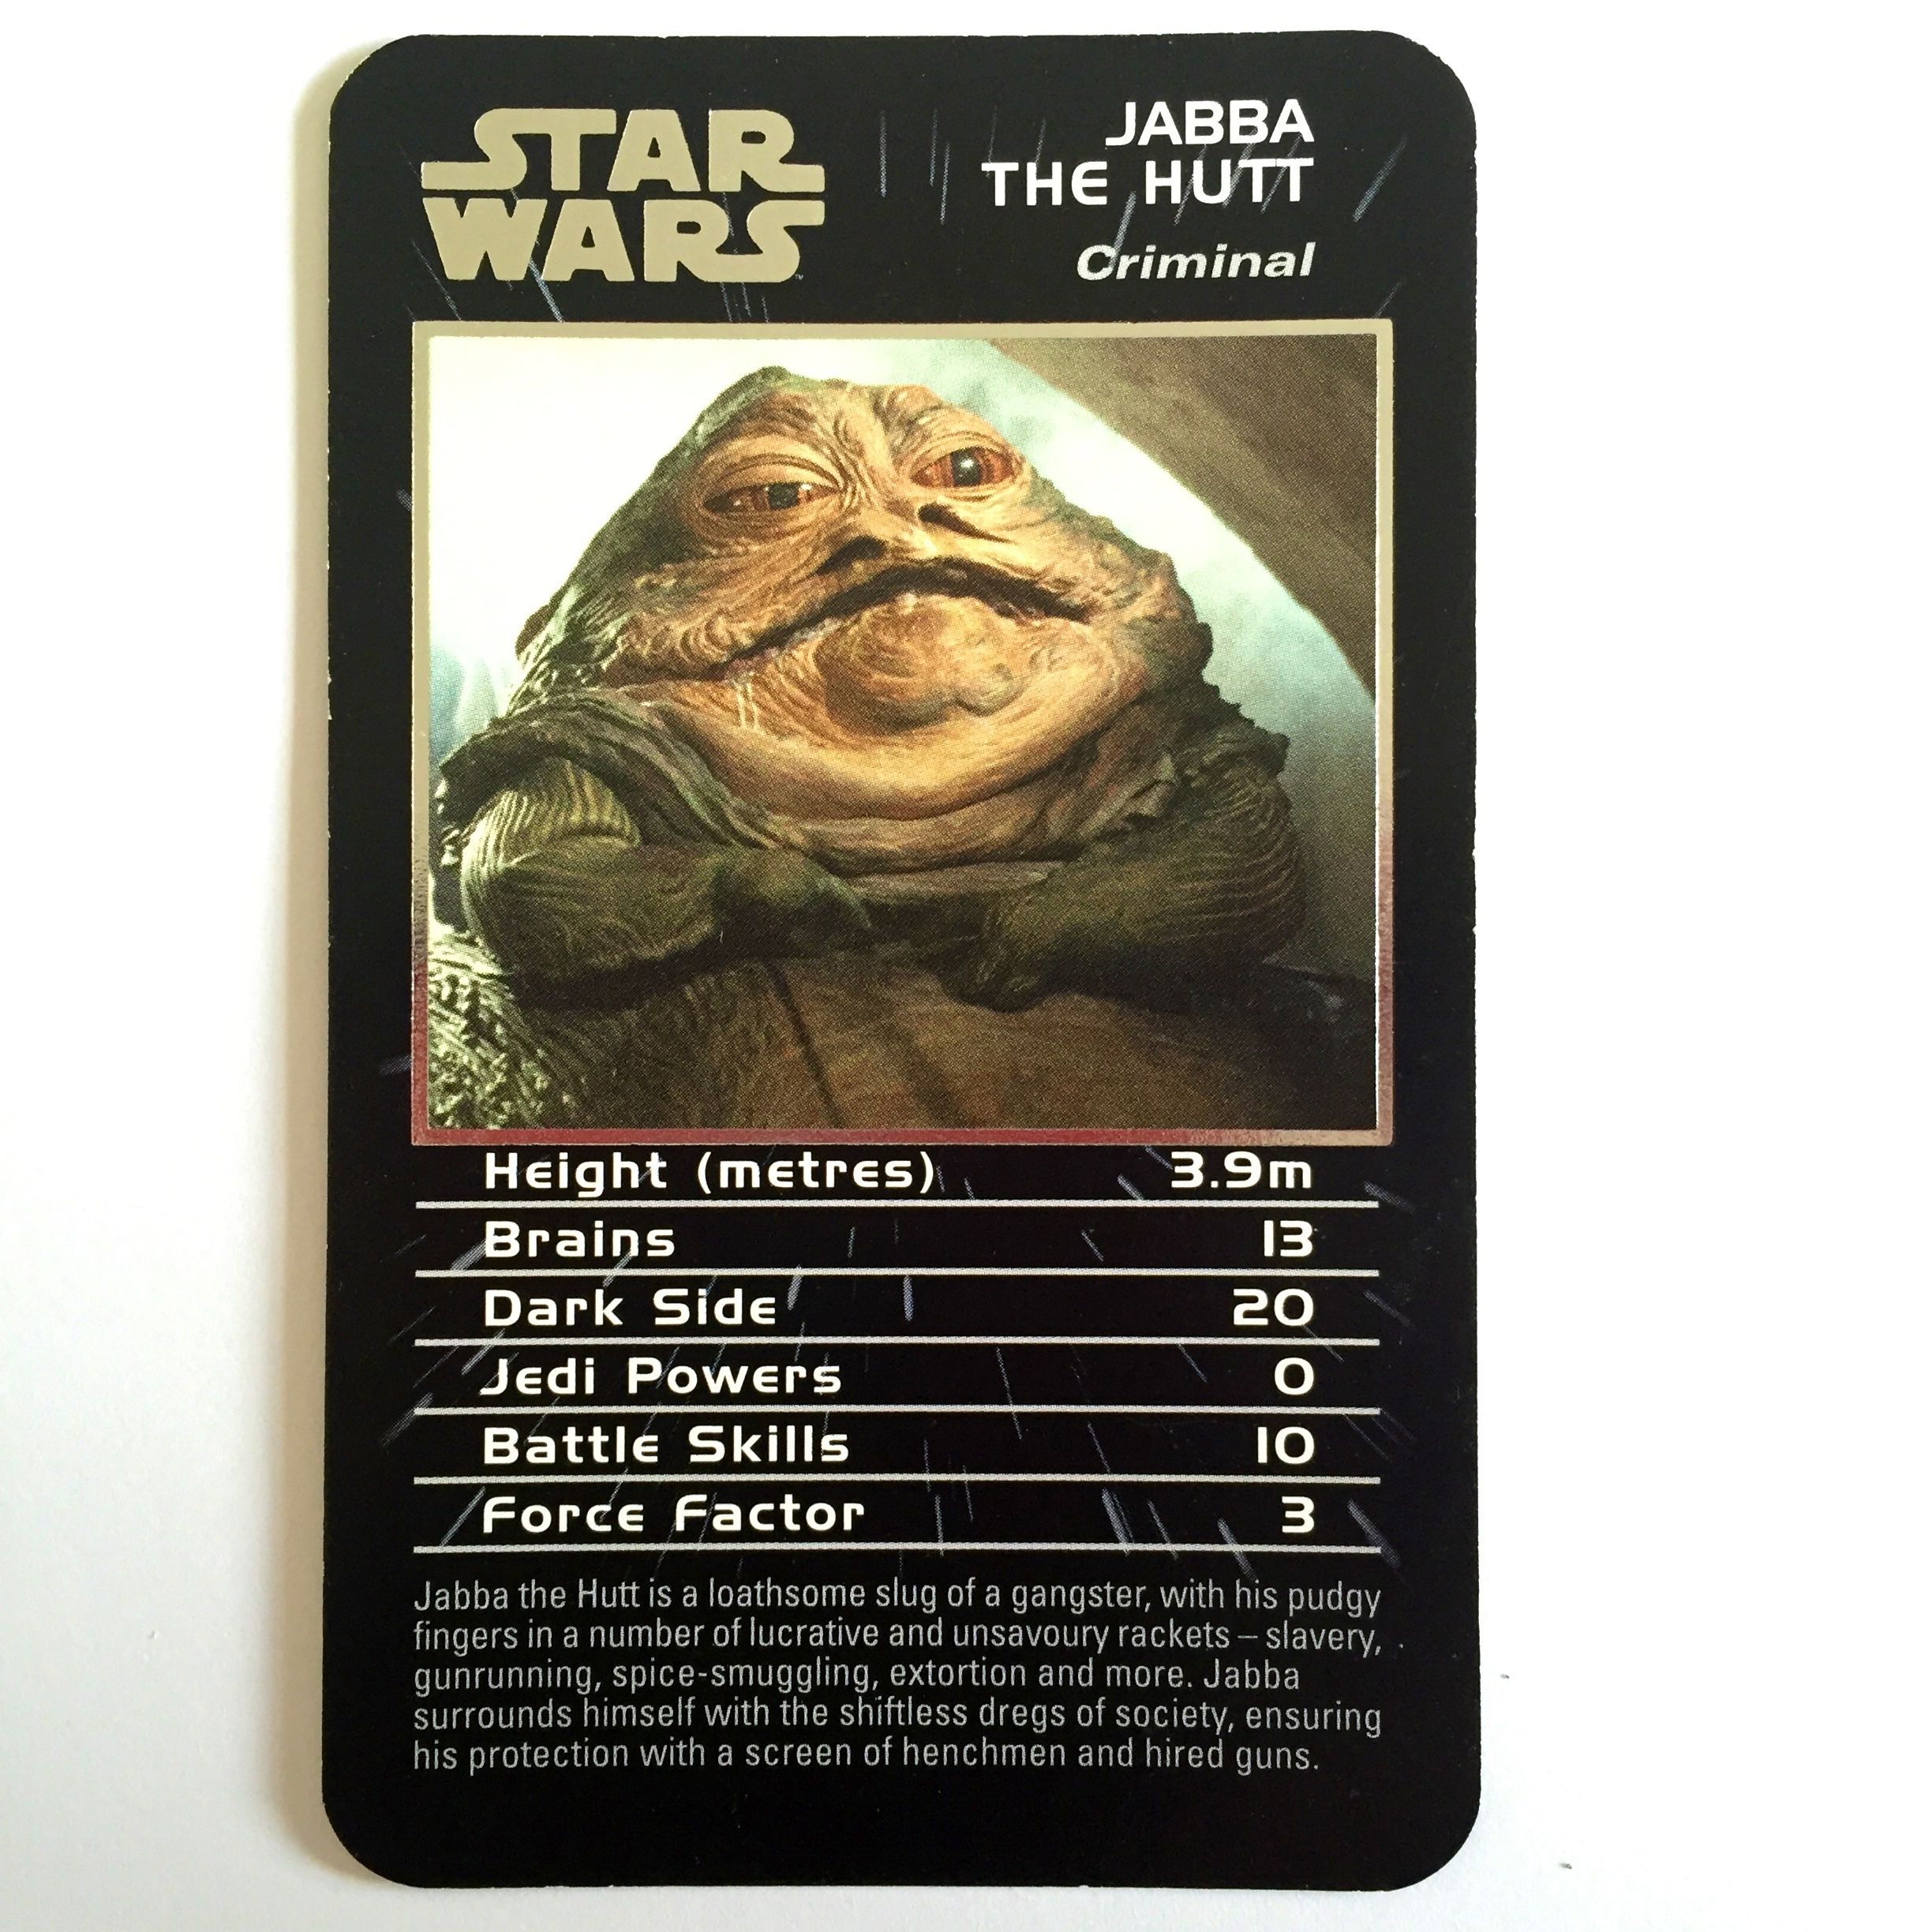 STAR
WARS
JABBA
THE HUTT
Criminal
Height (metres) 3.9m
Brains 13
Dark Side 20
Jedi Powers 0
Battle Skills 10
Force Factor 3
Jabba the Hutt is a loathsome slug of a gangster, with his pudgy
fingers in a number of lucrative and unsavoury rackets – slavery,
gunrunning, spice-smuggling, extortion and more. Jabba
surrounds himself with the shiftless dregs of society, ensuring
his protection with a screen of henchmen and hired guns.